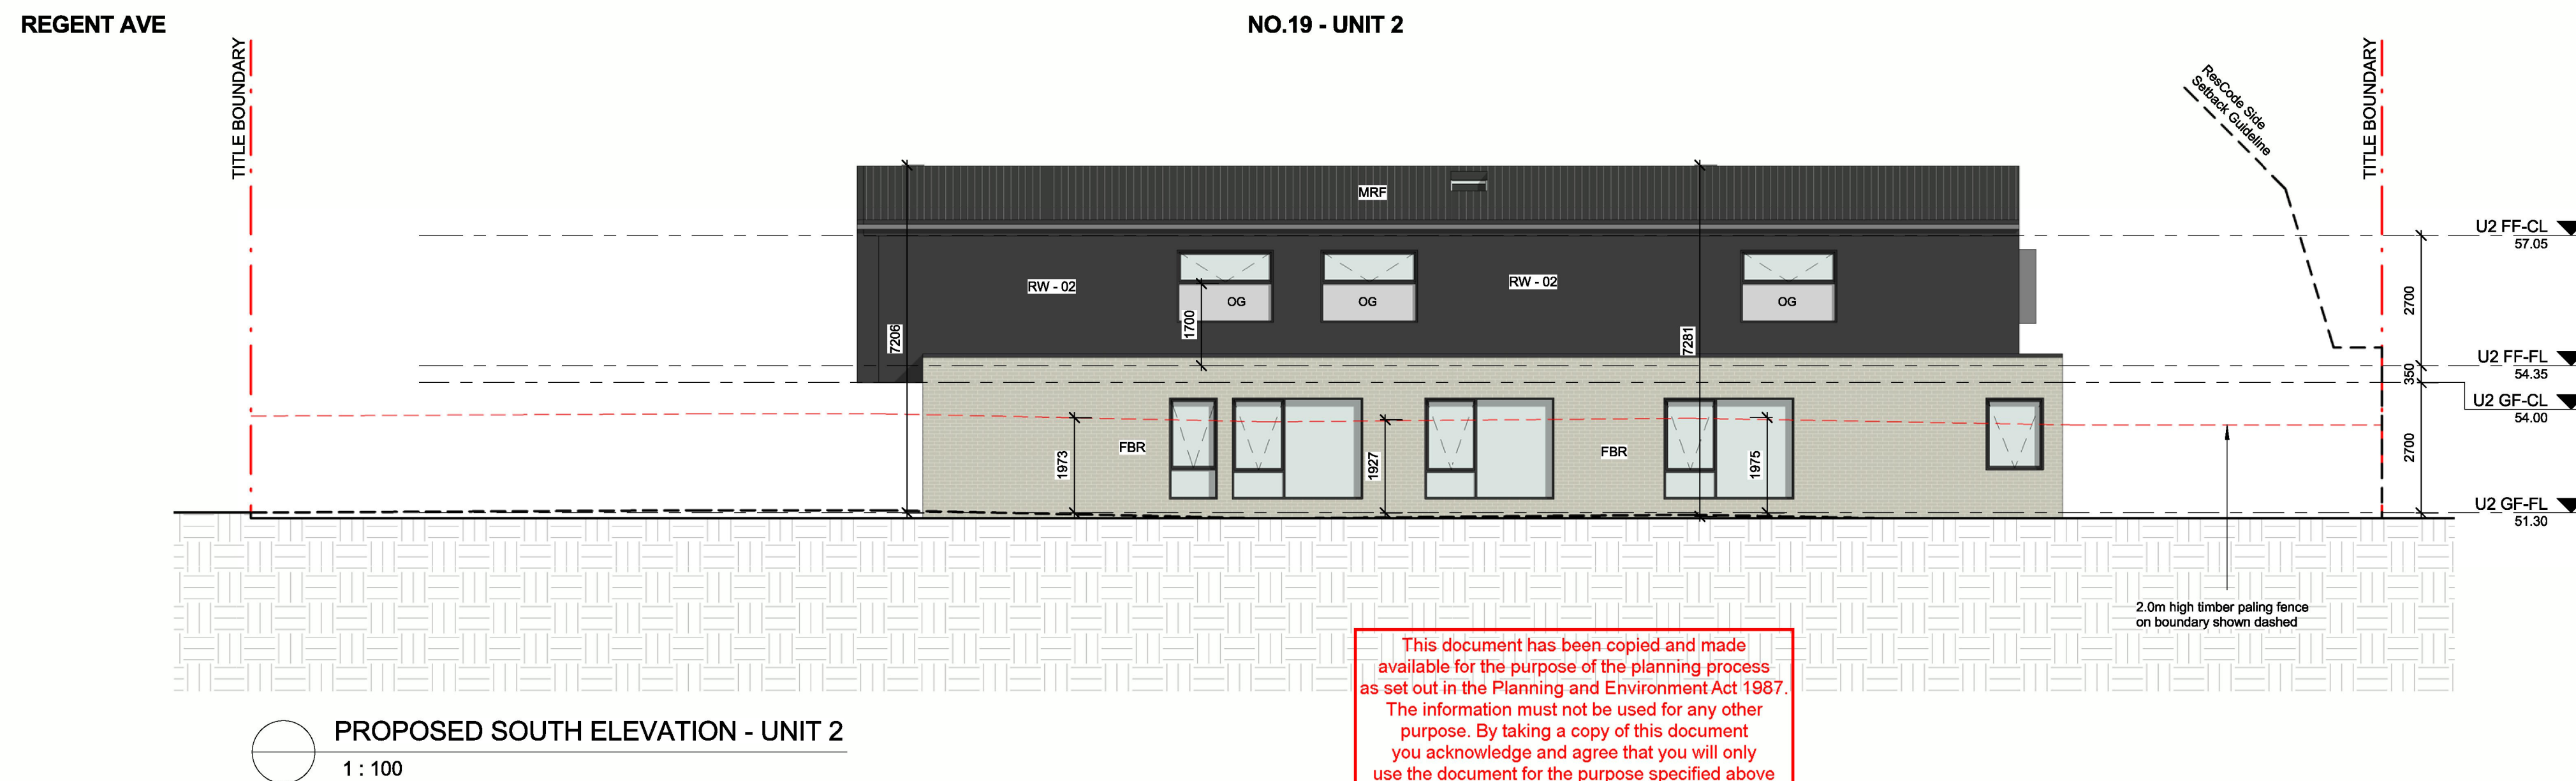 REGENT AVE
NO.19 - UNIT 2
TITLE BOUNDARY
TITLE BOUNDARY
ResCode Side
Setback Guideline
MRF
U2 FF-CL
57.05
RW - 02
RW - 02
OG
OG
OG
2700
7206
1700
7281
U2 FF-FL
54.35
350
U2 GF-CL
54.00
FBR
FBR
1973
1927
1975
2700
U2 GF-FL
51.30
2.0m high timber paling fence
on boundary shown dashed
This document has been copied and made
available for the purpose of the planning process
as set out in the Planning and Environment Act 1987.
The information must not be used for any other
purpose. By taking a copy of this document
you acknowledge and agree that you will only
use the document for the purpose specified above
PROPOSED SOUTH ELEVATION - UNIT 2
1 : 100